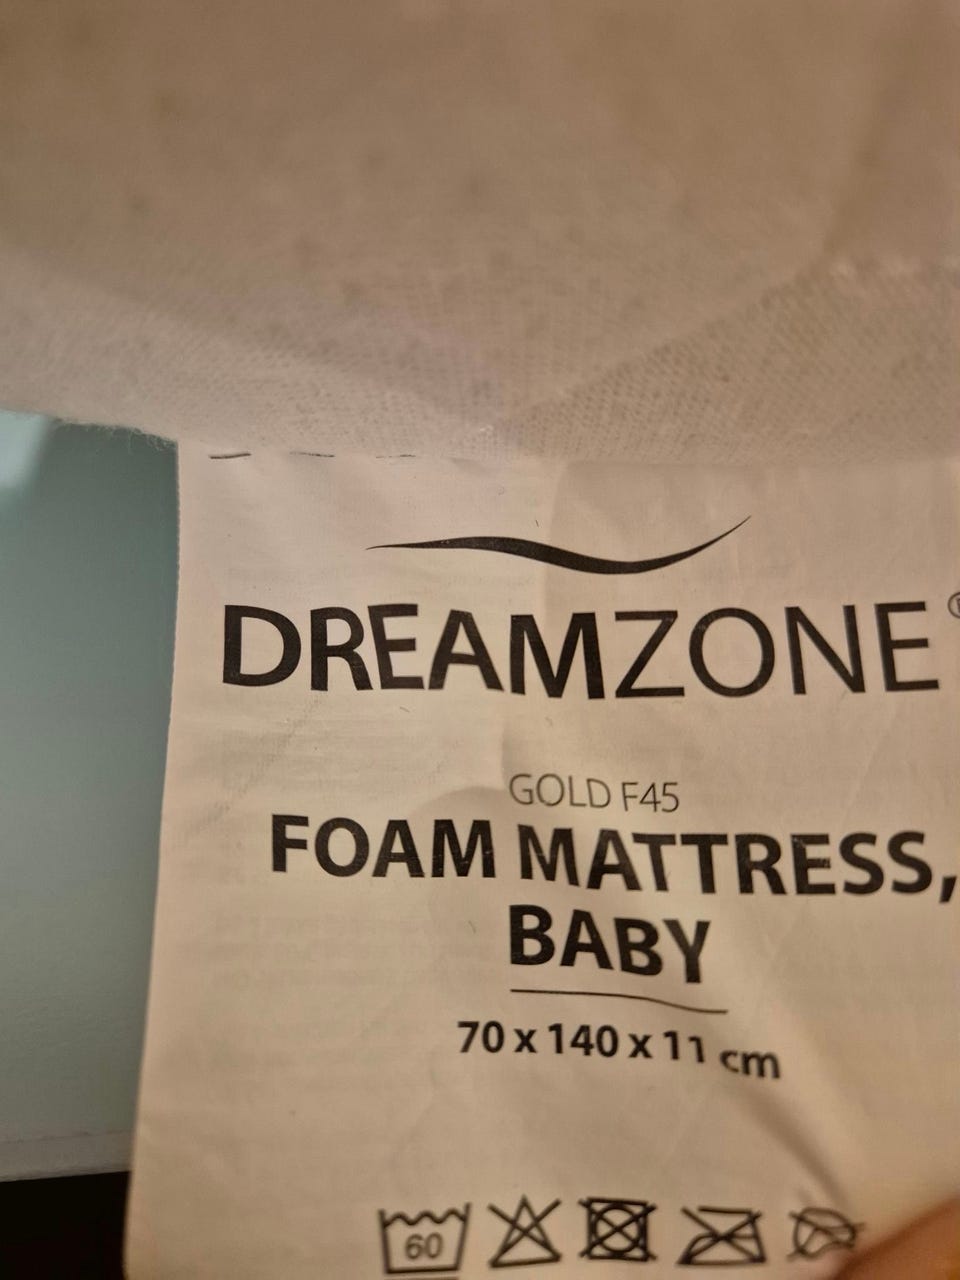 DREAMZONE®
GOLD F45
FOAM MATTRESS,
BABY
70 x 140 x 11 cm
60